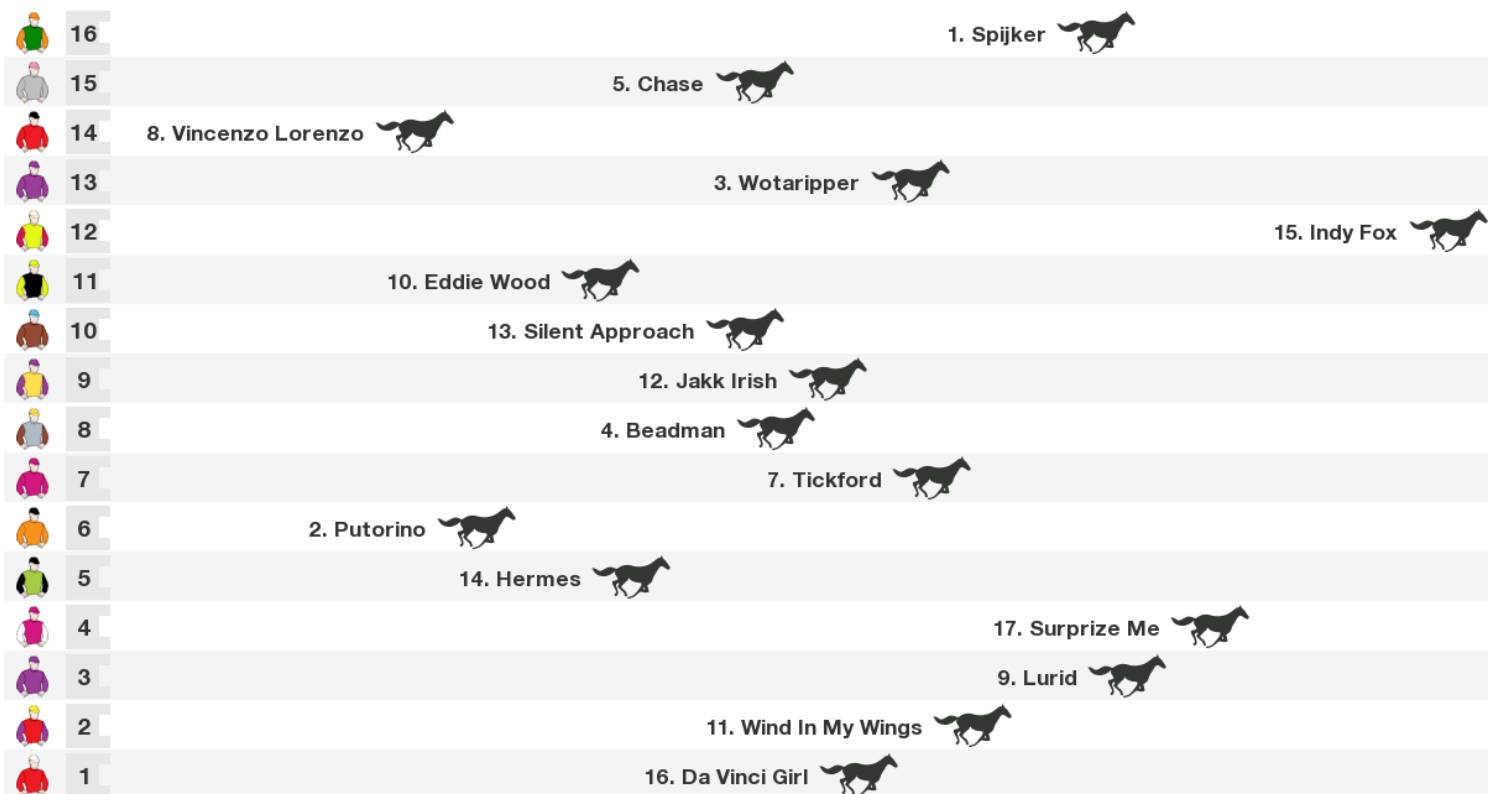 16 1. Spijker
15 5. Chase
14 8. Vincenzo Lorenzo
13 3. Wotaripper
12 15. Indy Fox
11 10. Eddie Wood
10 13. Silent Approach
9 12. Jakk Irish
8 4. Beadman
7 7. Tickford
6 2. Putorino
5 14. Hermes
4 17. Surprize Me
3 9. Lurid
2 11. Wind In My Wings
1 16. Da Vinci Girl